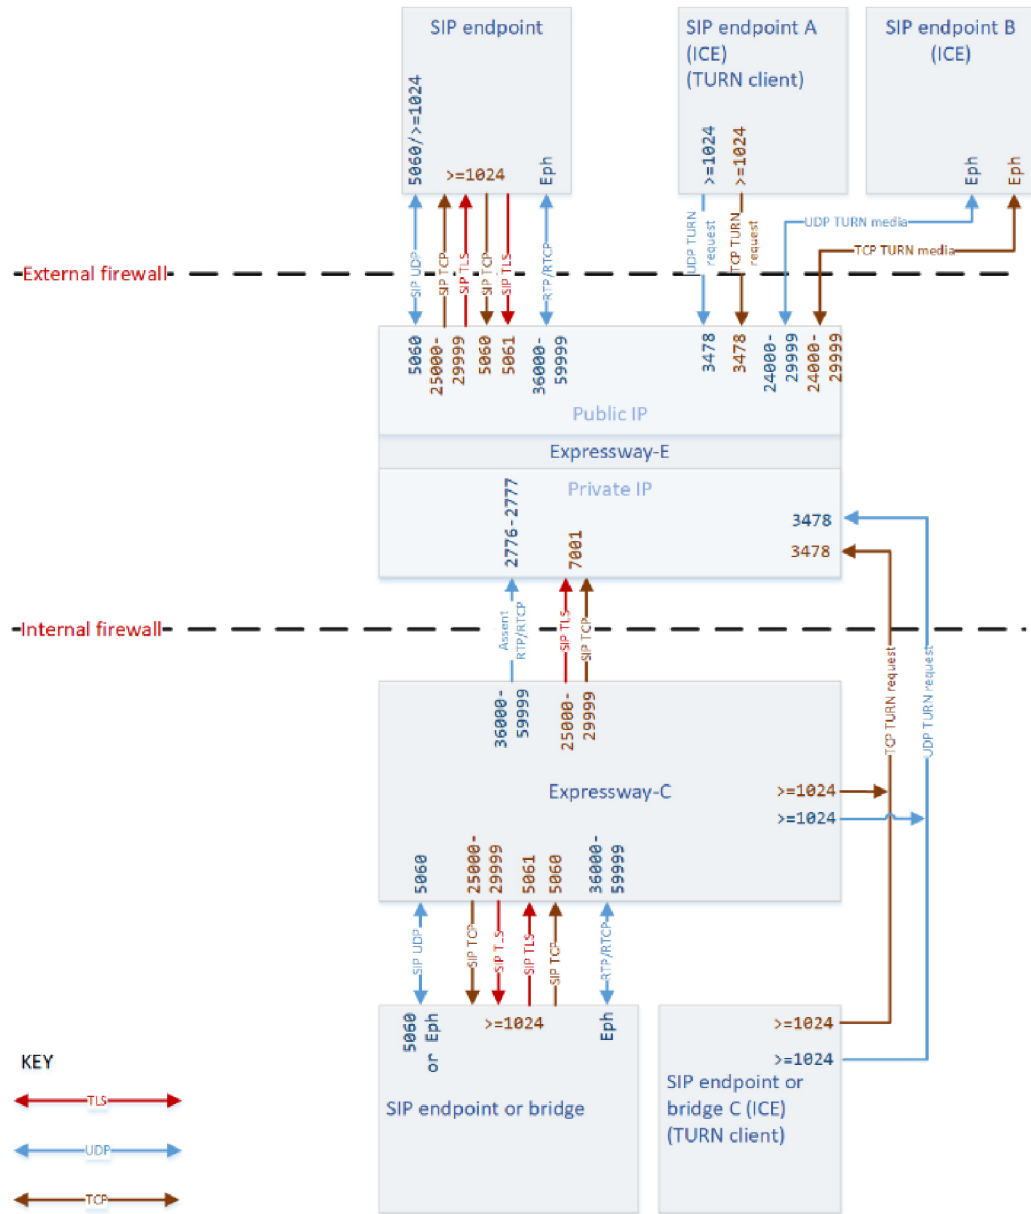 SIP endpoint
SIP endpoint A
(ICE)
(TURN client)
SIP endpoint B
(ICE)
5060/>=1024
>=1024
Eph
>=1024
>=1024
Eph
Eph
SIP UDP
SIP TCP
SIP TLS
SIP TCP
SIP TLS
RTP/RTCP
UDP TURN
request
TCP TURN
request
UDP TURN media
TCP TURN media
External firewall
5060
25000-
29999
5060
5061
36000-
59999
3478
3478
24000-
29999
24000-
29999
Public IP
Expressway-E
Private IP
2776-2777
7001
3478
3478
Internal firewall
Assent
RTP/RTCP
SIP TLS
SIP TCP
TCP TURN request
UDP TURN request
36000-
59999
25000-
29999
Expressway-C
>=1024
>=1024
5060
25000-
29999
5061
5060
36000-
59999
SIP UDP
SIP TCP
SIP TLS
SIP TLS
SIP TCP
RTP/RTCP
5060
or Eph
>=1024
Eph
SIP endpoint or bridge
>=1024
>=1024
SIP endpoint or
bridge C (ICE)
(TURN client)
KEY
TLS
UDP
TCP